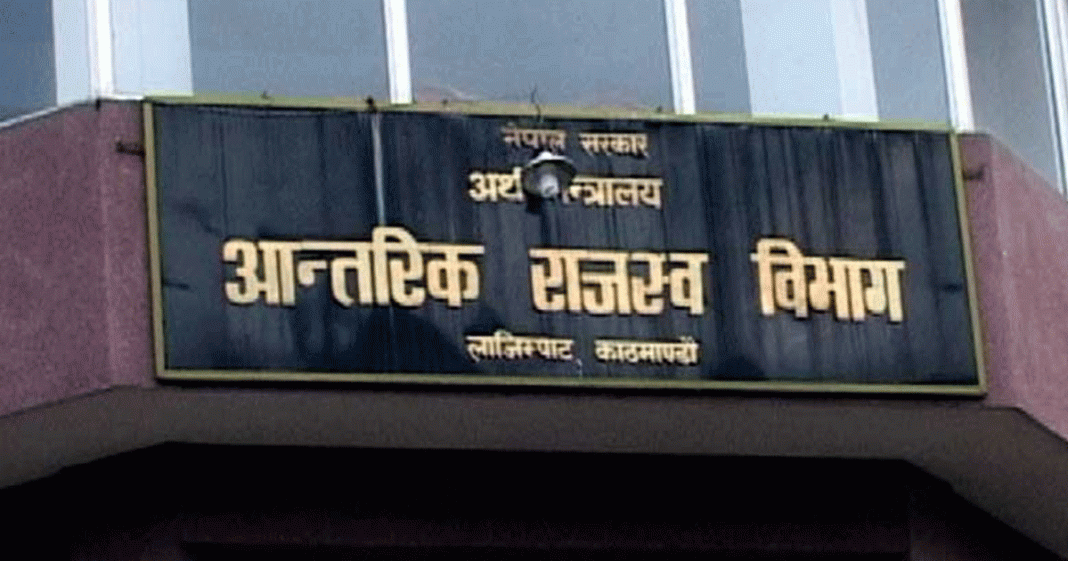 नेपाल सरकार
अर्थ मन्त्रालय
आन्तरिक राजस्व विभाग
लाजिम्पाट, काठमाण्डौ